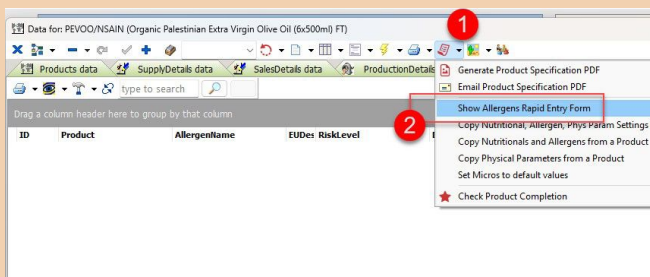 1
Data for: PEVOO/NSAIN (Organic Palestinian Extra Virgin Olive Oil (6x500ml) FT)
Products data SupplyDetails data SalesDetails data ProductionDetails
type to search
Drag a column header here to group by that column
ID Product AllergenName EUDes RiskLevel
2
Generate Product Specification PDF
Email Product Specification PDF
Show Allergens Rapid Entry Form
Copy Nutritional, Allergen, Phys Param Settings
Copy Nutritionals and Allergens from a Product
Copy Physical Parameters from a Product
Set Micros to default values
Check Product Completion